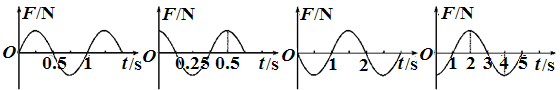 F/N F/N F/N F/N
O 0.5 1 t/s O 0.25 0.5 t/s O 1 2 t/s O 1 2 3 4 5 t/s